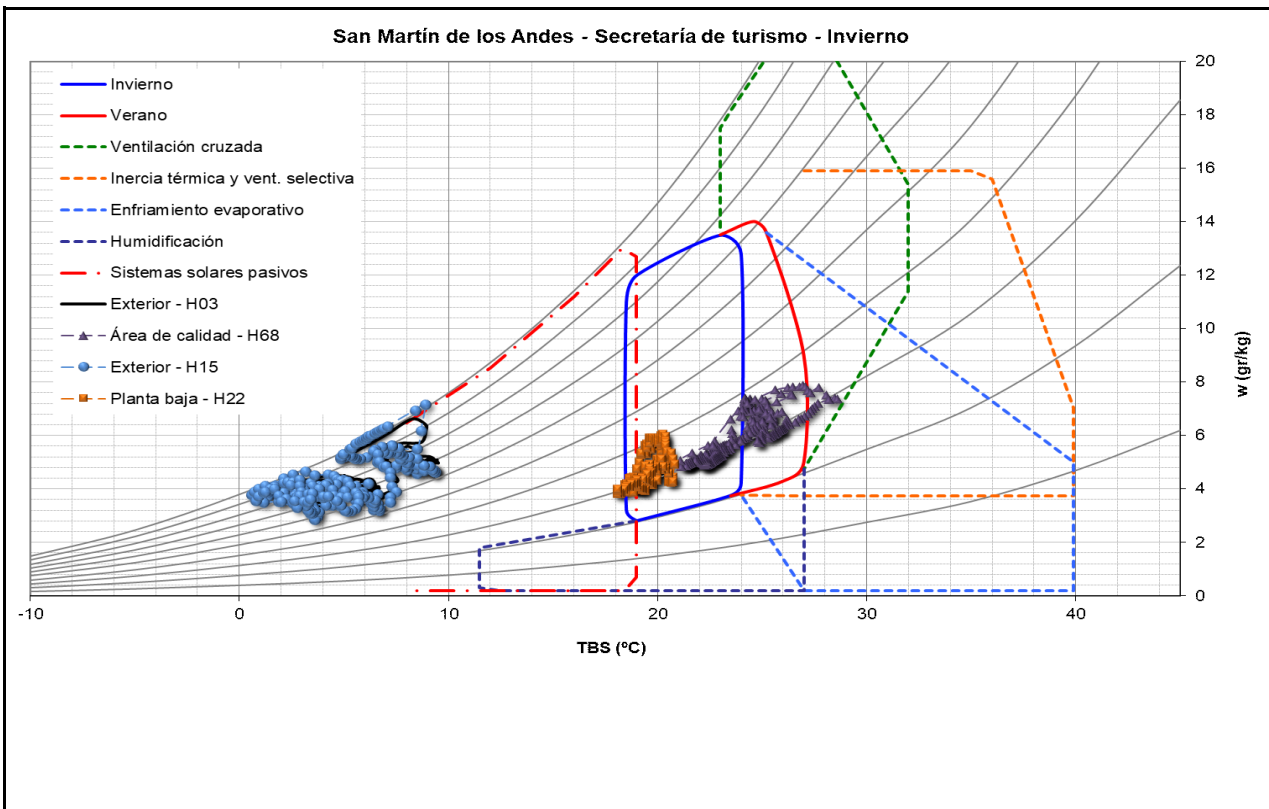 San Martín de los Andes - Secretaría de turismo - Invierno
Invierno
Verano
Ventilación cruzada
Inercia térmica y vent. selectiva
Enfriamiento evaporativo
Humidificación
Sistemas solares pasivos
Exterior - H03
Área de calidad - H68
Exterior - H15
Planta baja - H22
20
18
16
14
12
10
8
6
4
2
0
w (gr/kg)
-10 0 10 20 30 40
TBS (ºC)